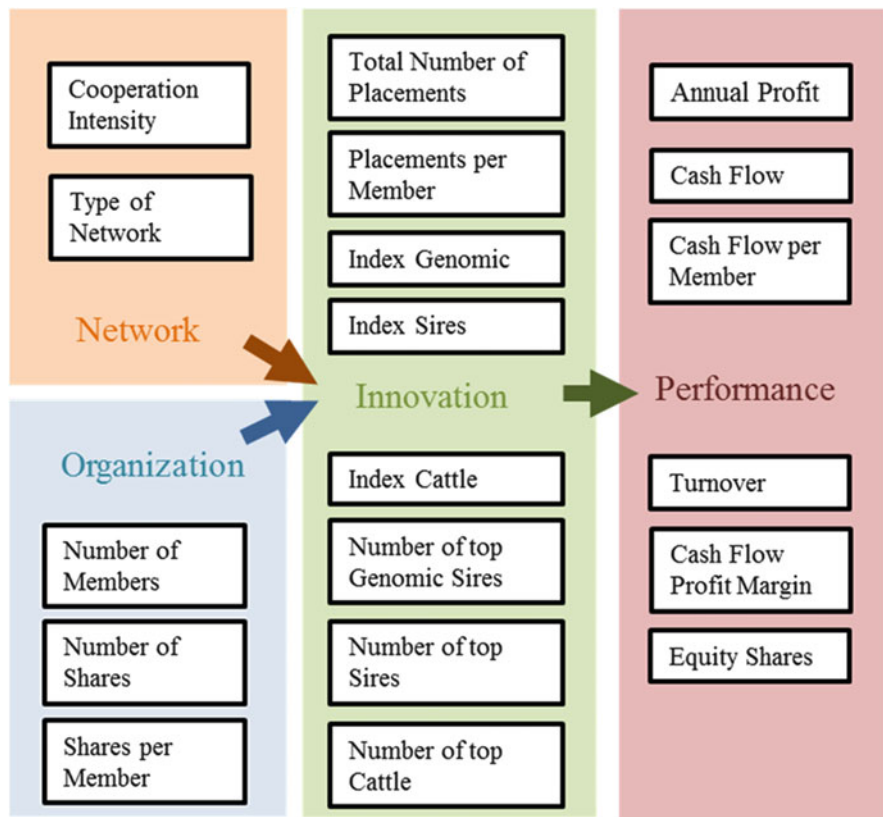 Cooperation
Intensity
Type of
Network
Network
Organization
Number of
Members
Number of
Shares
Shares per
Member
Total Number of
Placements
Placements per
Member
Index Genomic
Index Sires
Innovation
Index Cattle
Number of top
Genomic Sires
Number of top
Sires
Number of top
Cattle
Annual Profit
Cash Flow
Cash Flow per
Member
Performance
Turnover
Cash Flow
Profit Margin
Equity Shares